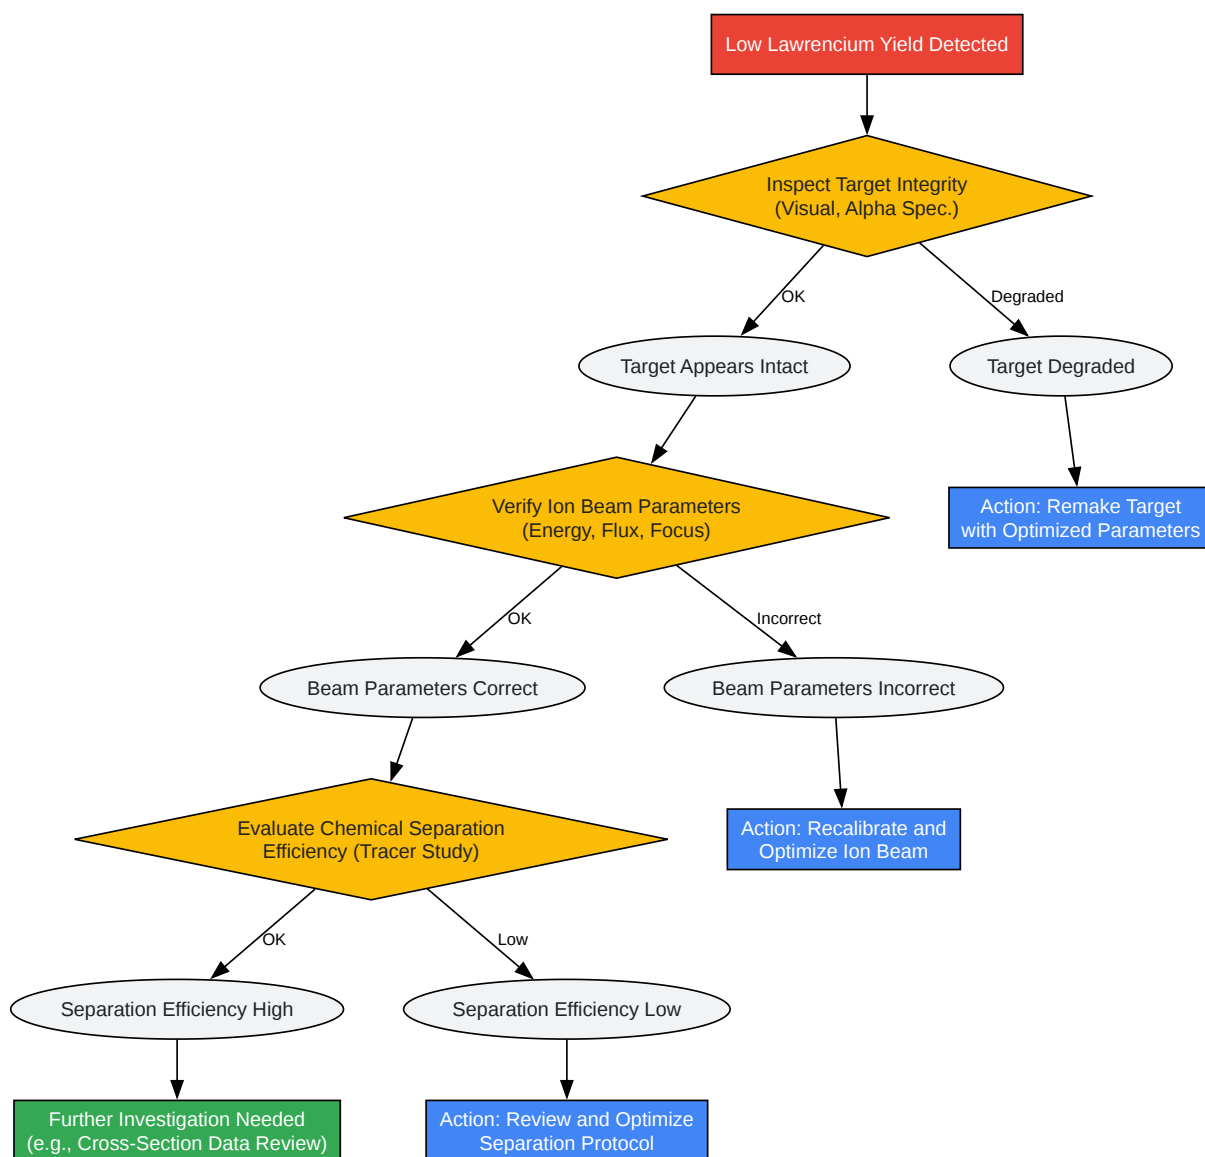 Low Lawrencium Yield Detected
Inspect Target Integrity
(Visual, Alpha Spec.)
OK
Degraded
Target Appears Intact
Target Degraded
Verify Ion Beam Parameters
(Energy, Flux, Focus)
Action: Remake Target
with Optimized Parameters
OK
Incorrect
Beam Parameters Correct
Beam Parameters Incorrect
Evaluate Chemical Separation
Efficiency (Tracer Study)
Action: Recalibrate and
Optimize Ion Beam
OK
Low
Separation Efficiency High
Separation Efficiency Low
Further Investigation Needed
(e.g., Cross-Section Data Review)
Action: Review and Optimize
Separation Protocol